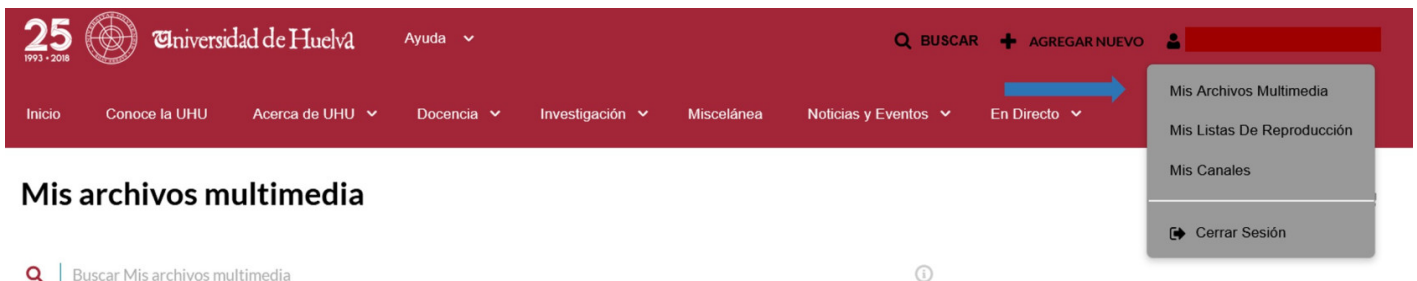 25
1993 • 2018
Universidad de Huelva
Ayuda
BUSCAR
AGREGAR NUEVO
Inicio
Conoce la UHU
Acerca de UHU
Docencia
Investigación
Miscelánea
Noticias y Eventos
En Directo
Mis Archivos Multimedia
Mis Listas De Reproducción
Mis Canales
Cerrar Sesión
Mis archivos multimedia
Buscar Mis archivos multimedia